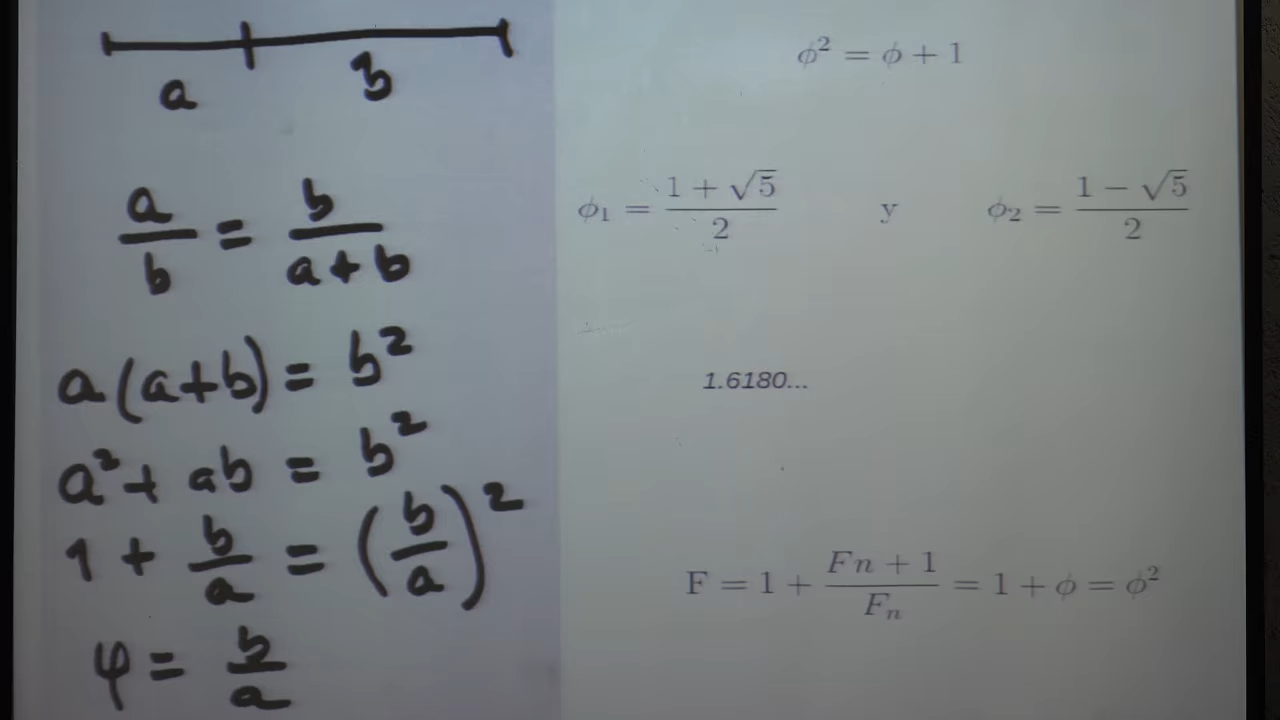 a b
a/b = b/(a+b)
a(a+b) = b²
a² + ab = b²
1 + b/a = (b/a)²
φ = b/a
ϕ² = ϕ + 1
ϕ₁ = (1 + √5)/2 y ϕ₂ = (1 − √5)/2
1.6180...
F = 1 + (Fn + 1)/Fₙ = 1 + ϕ = ϕ²